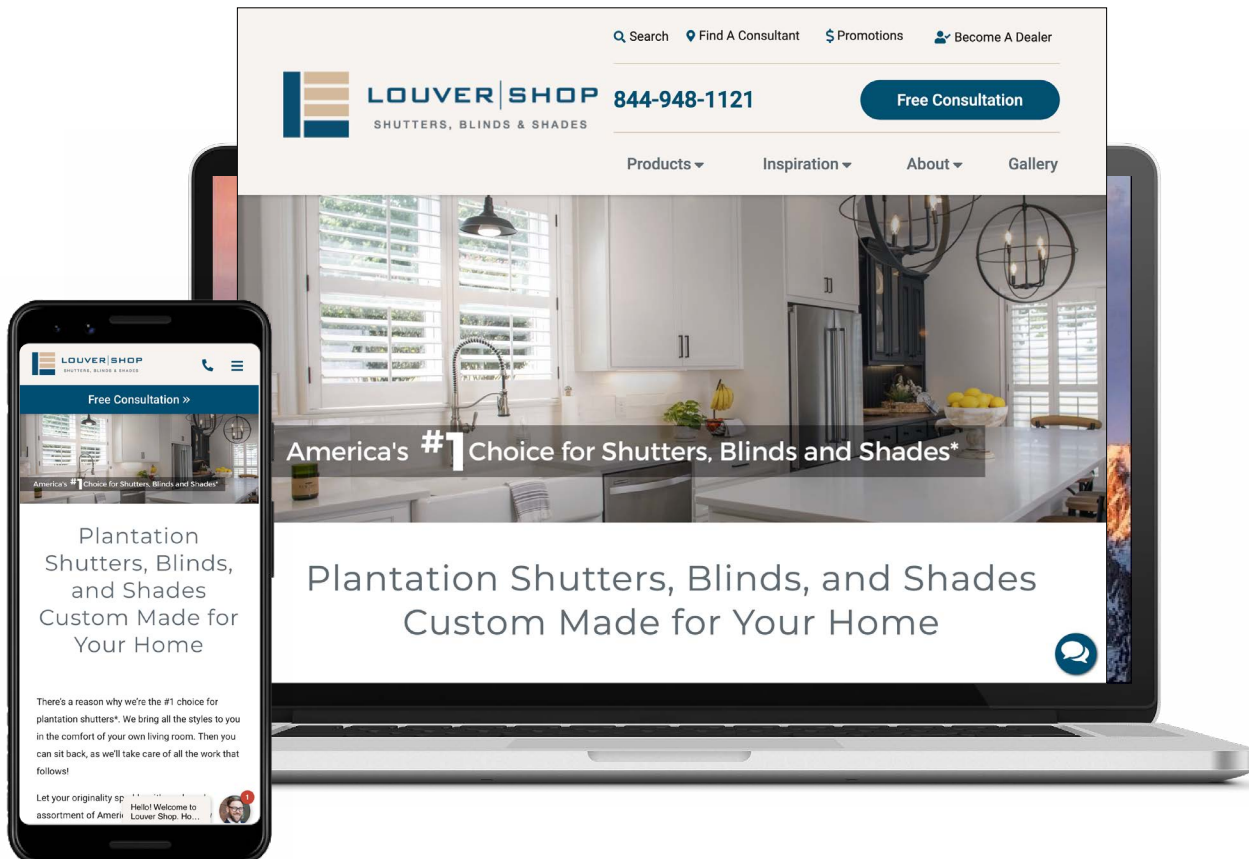 Search Find A Consultant $ Promotions Become A Dealer
LOUVER|SHOP
SHUTTERS, BLINDS & SHADES
844-948-1121
Free Consultation
Products Inspiration About Gallery
America's #1 Choice for Shutters, Blinds and Shades*
Plantation Shutters, Blinds, and Shades
Custom Made for Your Home
LOUVER|SHOP
SHUTTERS, BLINDS & SHADES
Free Consultation »
America's #1 Choice for Shutters, Blinds and Shades*
Plantation
Shutters, Blinds,
and Shades
Custom Made for
Your Home
There's a reason why we're the #1 choice for
plantation shutters*. We bring all the styles to you
in the comfort of your own living room. Then you
can sit back, as we'll take care of all the work that
follows!
Let your originality
assortment of
Hello! Welcome to
Louver Shop. Ho...
1